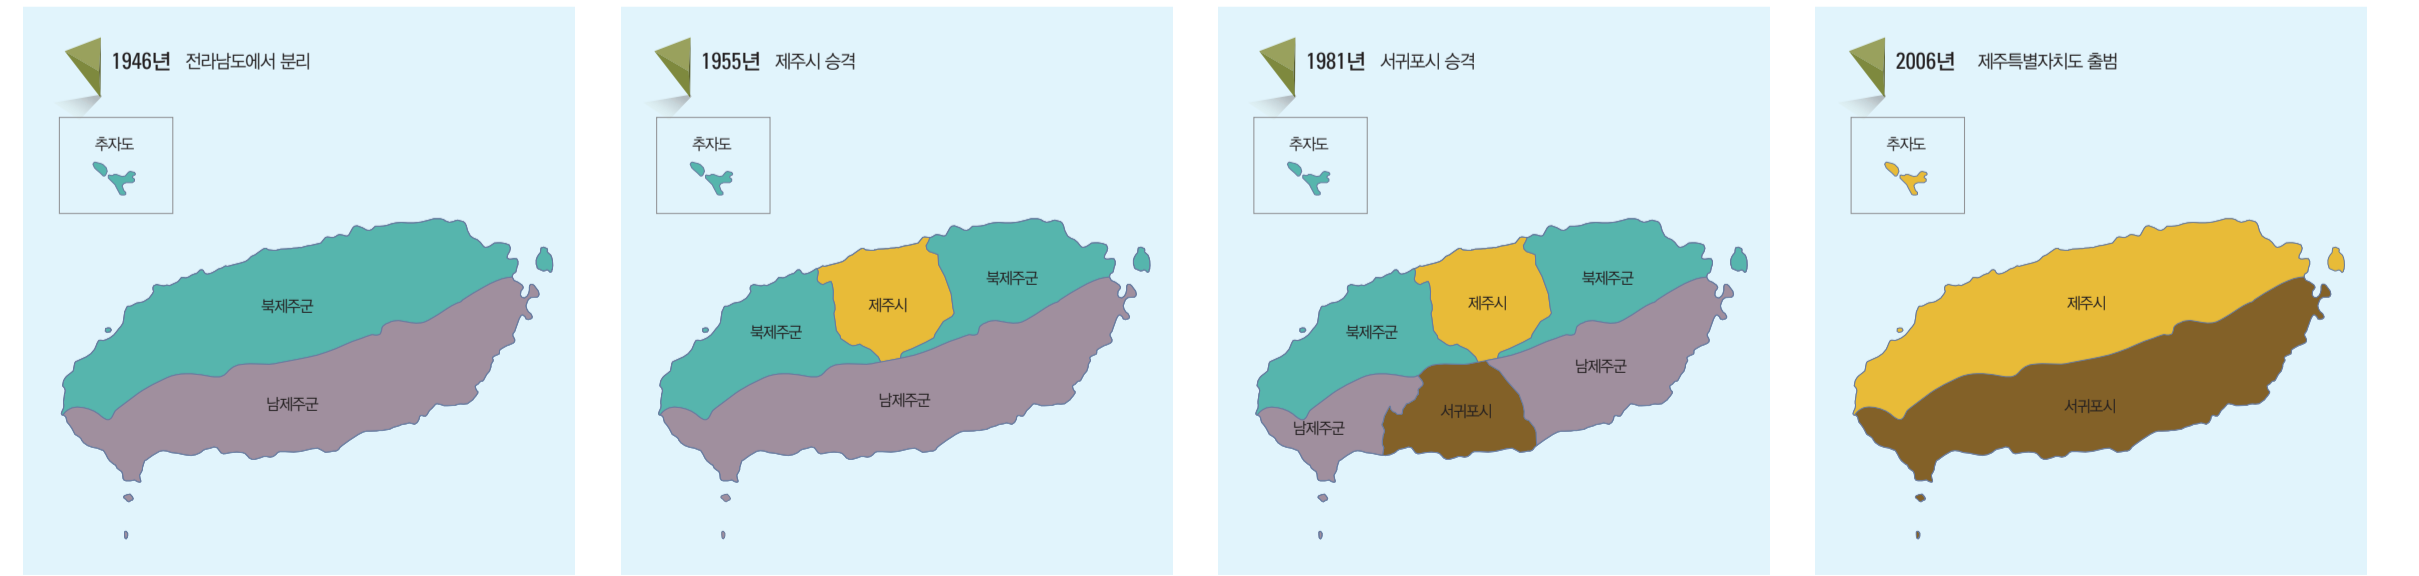 1946년 전라남도에서 분리
추자도
북제주군
남제주군
1955년 제주시 승격
추자도
북제주군
제주시
북제주군
남제주군
1981년 서귀포시 승격
추자도
북제주군
제주시
북제주군
남제주군
서귀포시
남제주군
2006년 제주특별자치도 출범
추자도
제주시
서귀포시